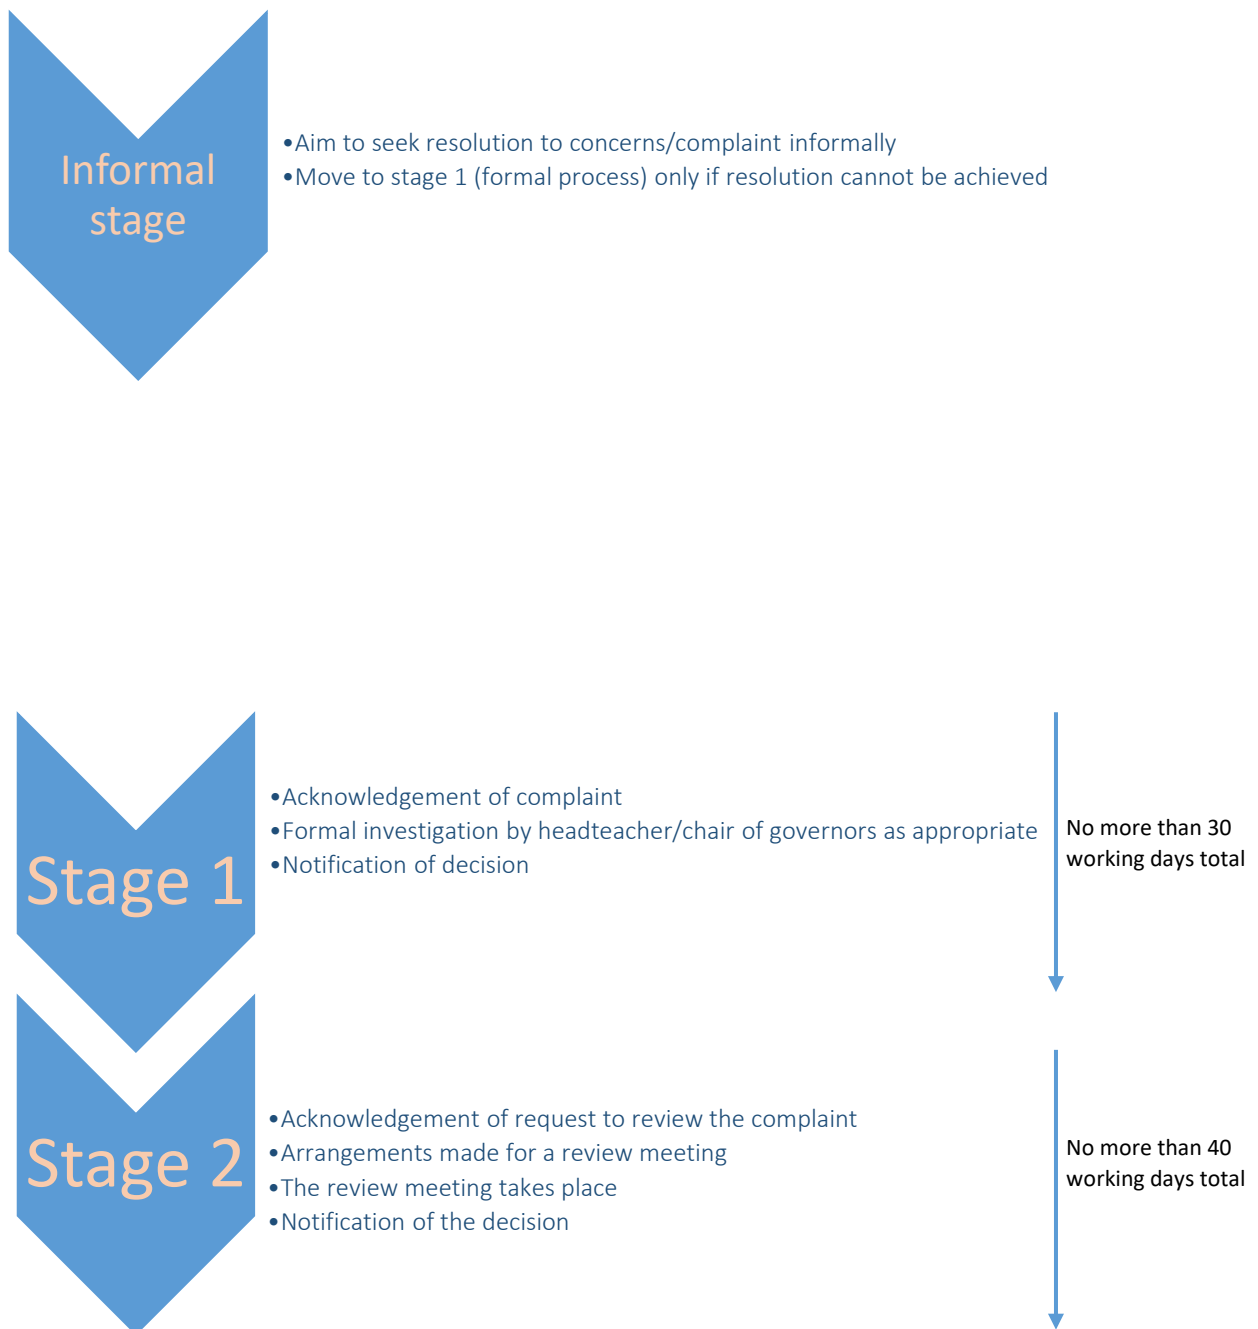 Informal
stage
•Aim to seek resolution to concerns/complaint informally
•Move to stage 1 (formal process) only if resolution cannot be achieved
Stage 1
•Acknowledgement of complaint
•Formal investigation by headteacher/chair of governors as appropriate
•Notification of decision
No more than 30
working days total
Stage 2
•Acknowledgement of request to review the complaint
•Arrangements made for a review meeting
•The review meeting takes place
•Notification of the decision
No more than 40
working days total